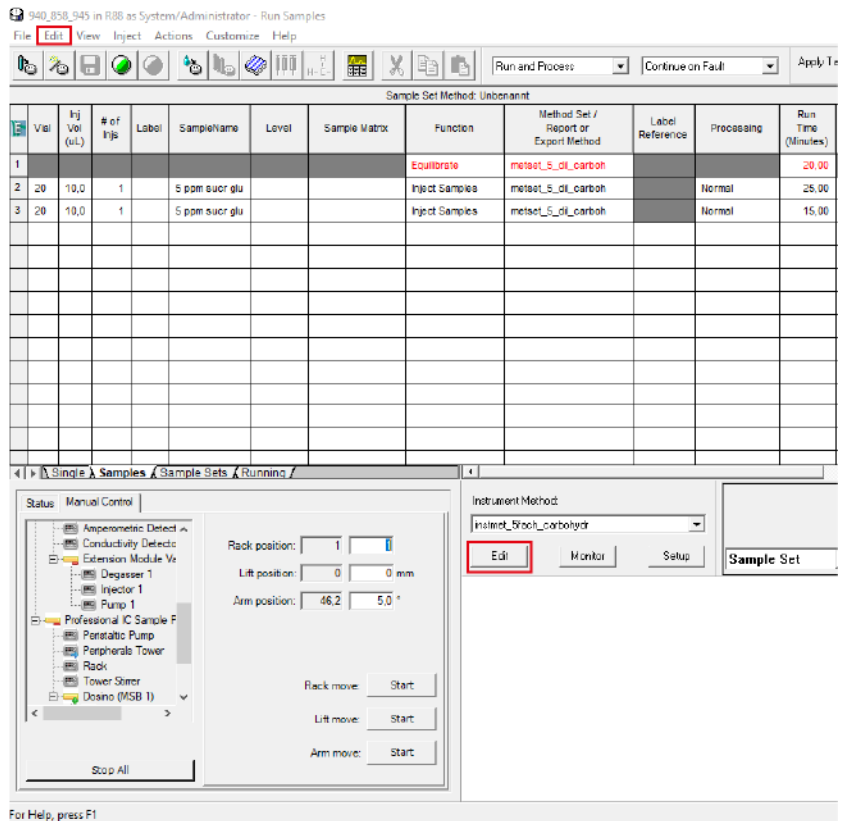 940_858_945 in R88 as System/Administrator - Run Samples
File Edit View Inject Actions Customize Help
H-C- Run and Process Continue on Fault Apply Te
Sample Set Method: Unbenannt
Vial Inj Vol (uL) # of Injs Label SampleName Level Sample Matrix Function Method Set / Report or Export Method Label Reference Processing Run Time (Minutes)
1 Equilibrate metset_5_dil_carboh 20,00
2 20 10,0 1 5 ppm sucr glu Inject Samples metset_5_dil_carboh Normal 25,00
3 20 10,0 1 5 ppm sucr glu Inject Samples metset_5_dil_carboh Normal 15,00
Single Samples Sample Sets Running
Status Manual Control
Amperometric Detect
Conductivity Detecto
Extension Module Va
Degasser 1
Injector 1
Pump 1
Professional IC Sample P
Peristaltic Pump
Peripherals Tower
Rack
Tower Stirrer
Dosino (MSB 1)
Stop All
Rack position: 1 1
Lift position: 0 0 mm
Arm position: 46,2 5,0 °
Rack move: Start
Lift move: Start
Arm move: Start
Instrument Method:
instmet_5fach_carbohydr
Edit Monitor Setup
Sample Set
For Help, press F1